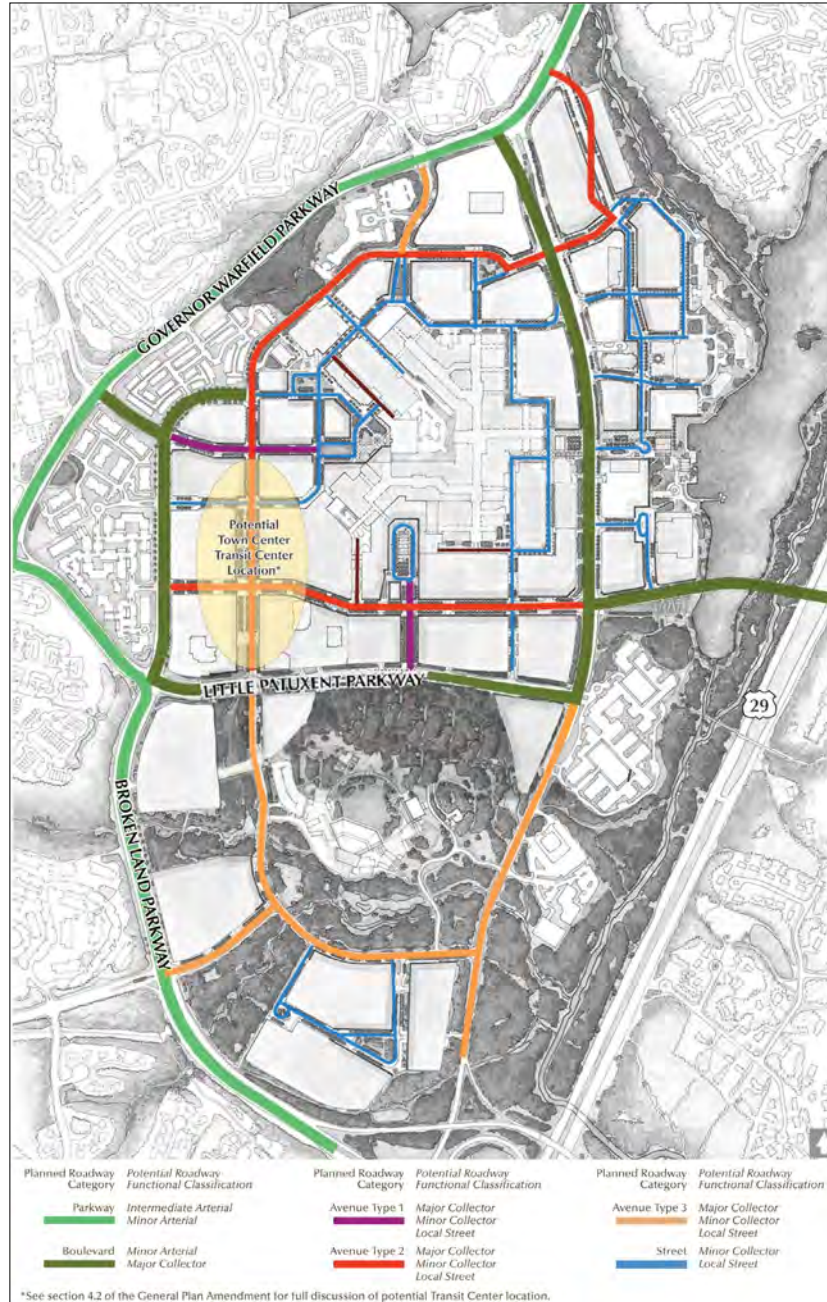 GOVERNOR WARFIELD PARKWAY
Potential
Town Center
Transit Center
Location*
LITTLE PATUXENT PARKWAY
29
BROKEN LAND PARKWAY
Planned Roadway Category
Potential Roadway Functional Classification
Parkway
Intermediate Arterial
Minor Arterial
Boulevard
Minor Arterial
Major Collector
Planned Roadway Category
Potential Roadway Functional Classification
Avenue Type 1
Major Collector
Minor Collector
Local Street
Avenue Type 2
Major Collector
Minor Collector
Local Street
Planned Roadway Category
Potential Roadway Functional Classification
Avenue Type 3
Major Collector
Minor Collector
Local Street
Street
Minor Collector
Local Street
*See section 4.2 of the General Plan Amendment for full discussion of potential Transit Center location.